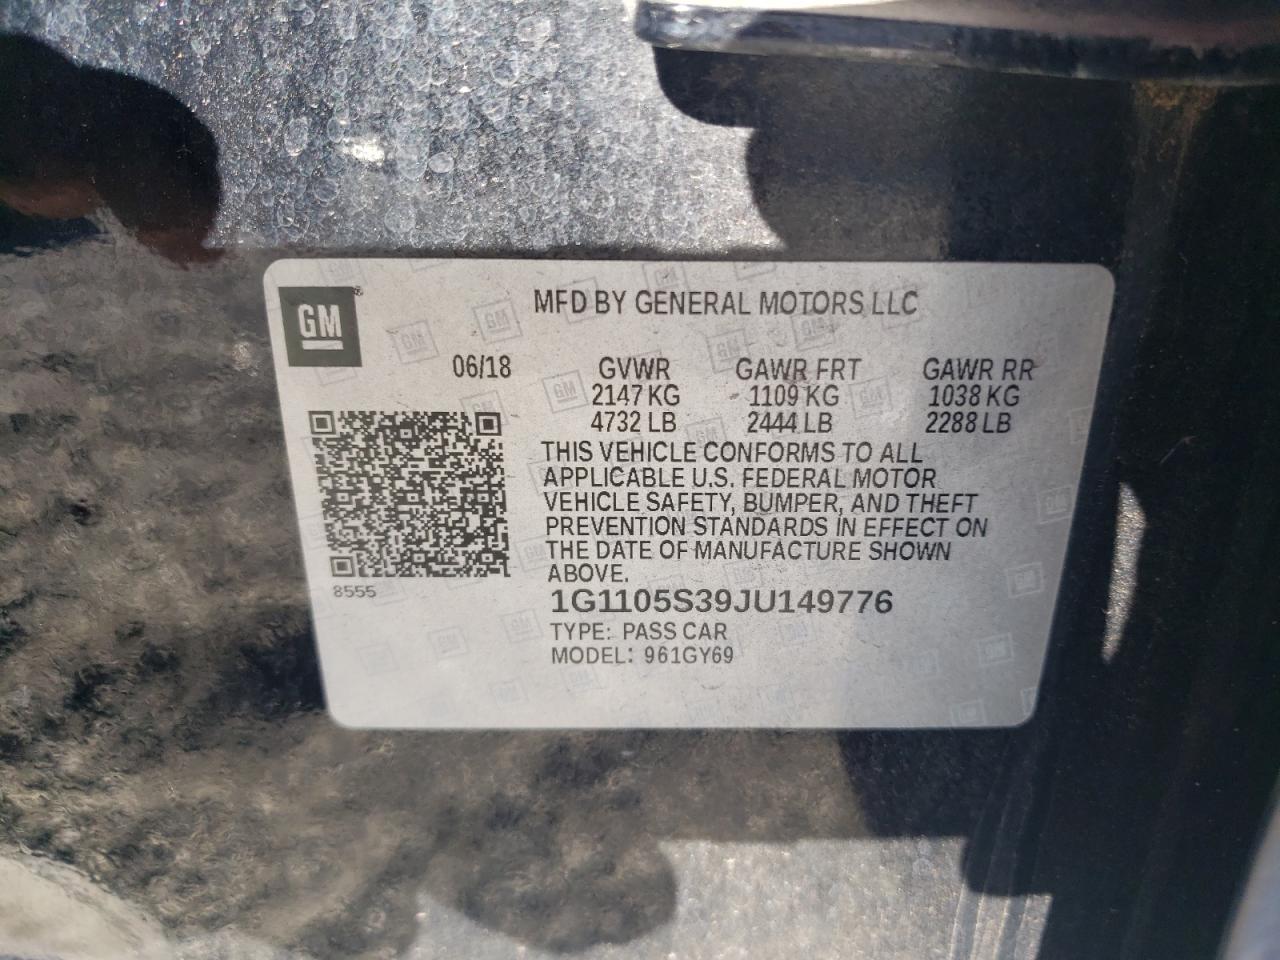 GM®
MFD BY GENERAL MOTORS LLC
06/18 GVWR GAWR FRT GAWR RR
2147 KG 1109 KG 1038 KG
4732 LB 2444 LB 2288 LB
THIS VEHICLE CONFORMS TO ALL
APPLICABLE U.S. FEDERAL MOTOR
VEHICLE SAFETY, BUMPER, AND THEFT
PREVENTION STANDARDS IN EFFECT ON
THE DATE OF MANUFACTURE SHOWN
ABOVE.
8555
1G1105S39JU149776
TYPE: PASS CAR
MODEL: 961GY69